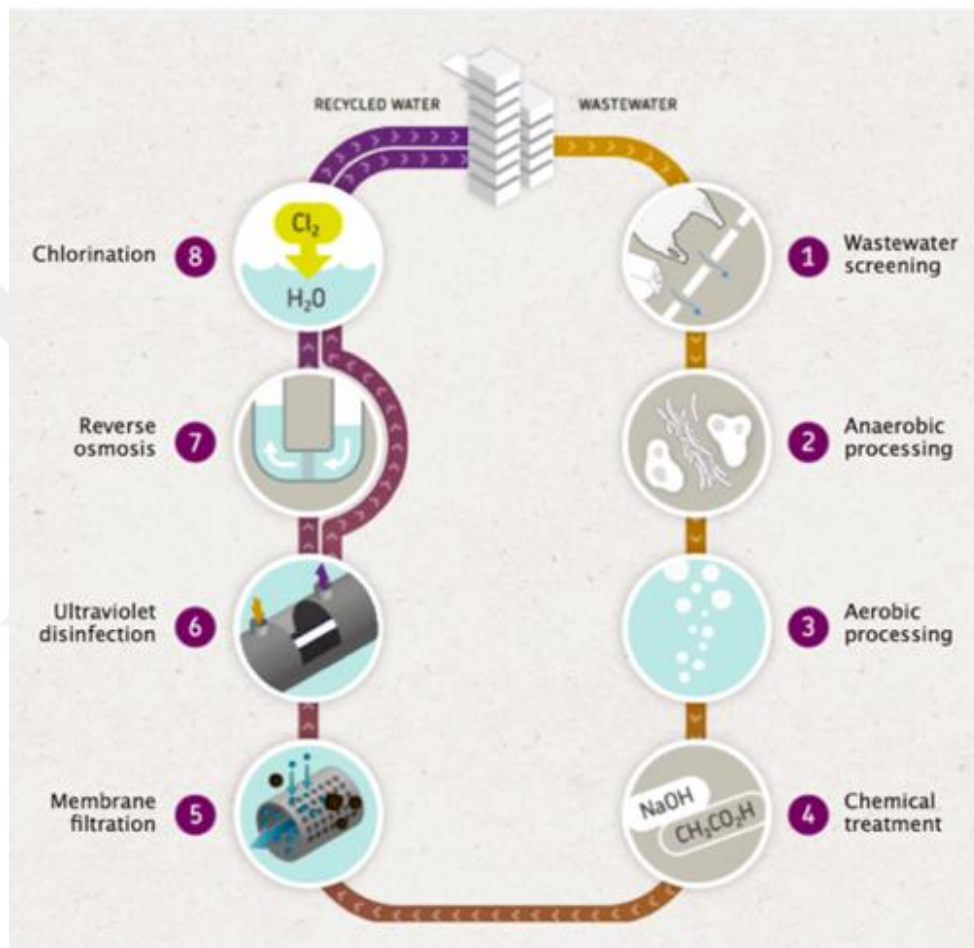 RECYCLED WATER
WASTEWATER
Cl₂
H₂O
Chlorination
8
1
Wastewater
screening
Reverse
osmosis
7
2
Anaerobic
processing
Ultraviolet
disinfection
6
3
Aerobic
processing
Membrane
filtration
5
NaOH
CH₃CO₂H
4
Chemical
treatment